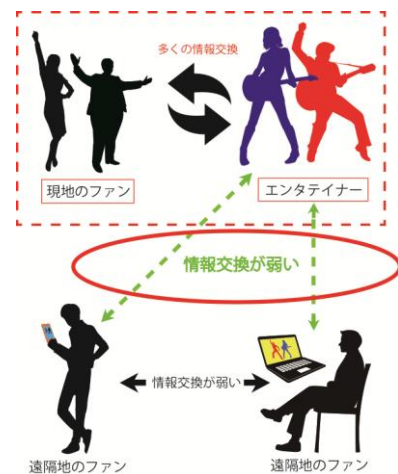 多くの情報交換
現地のファン
エンタテイナー
情報交換が弱い
情報交換が弱い
遠隔地のファン
遠隔地のファン